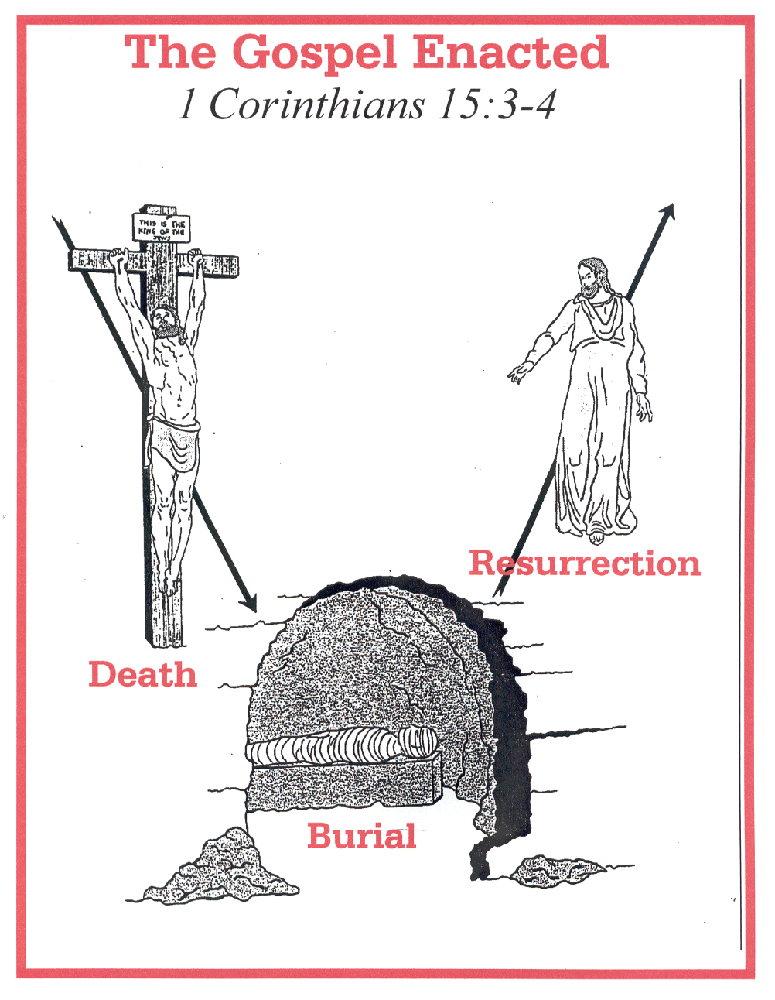 The Gospel Enacted
1 Corinthians 15:3-4
THIS IS THE
KING OF THE
JEWS
Resurrection
Death
Burial